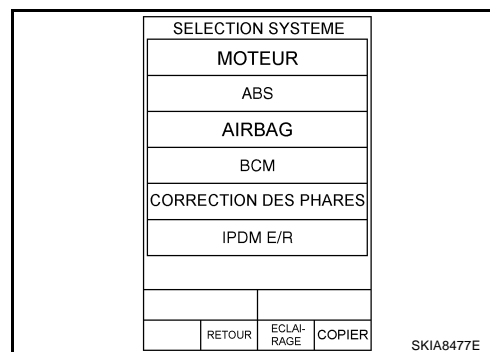 SELECTION SYSTEME
MOTEUR
ABS
AIRBAG
BCM
CORRECTION DES PHARES
IPDM E/R
RETOUR
ECLAI-
RAGE
COPIER
SKIA8477E